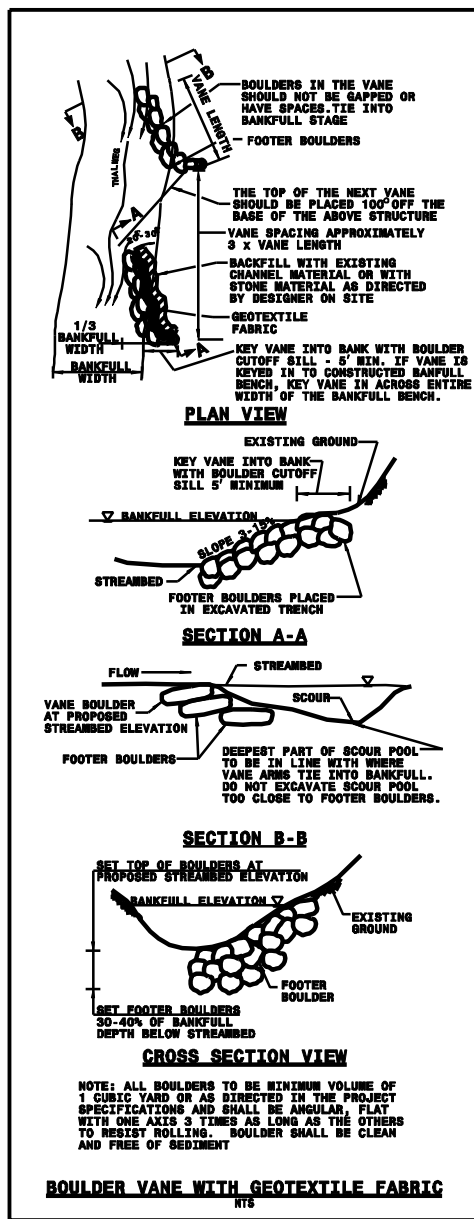 B
B
BOULDERS IN THE VANE
SHOULD NOT BE GAPPED OR
HAVE SPACES.TIE INTO
BANKFULL STAGE
VANE LENGTH
FOOTER BOULDERS
THALWEG
THE TOP OF THE NEXT VANE
SHOULD BE PLACED 100° OFF THE
BASE OF THE ABOVE STRUCTURE
A
20°-30°
VANE SPACING APPROXIMATELY
3 x VANE LENGTH
BACKFILL WITH EXISTING
CHANNEL MATERIAL OR WITH
STONE MATERIAL AS DIRECTED
BY DESIGNER ON SITE
GEOTEXTILE
FABRIC
1/3
BANKFULL
WIDTH
A
BANKFULL
WIDTH
KEY VANE INTO BANK WITH BOULDER
CUTOFF SILL - 5' MIN. IF VANE IS
KEYED IN TO CONSTRUCTED BANFULL
BENCH, KEY VANE IN ACROSS ENTIRE
WIDTH OF THE BANKFULL BENCH.
PLAN VIEW
EXISTING GROUND
KEY VANE INTO BANK
WITH BOULDER CUTOFF
SILL 5' MINIMUM
BANKFULL ELEVATION
SLOPE 3-15%
STREAMBED
FOOTER BOULDERS PLACED
IN EXCAVATED TRENCH
SECTION A-A
FLOW
STREAMBED
SCOUR
VANE BOULDER
AT PROPOSED
STREAMBED ELEVATION
FOOTER BOULDERS
DEEPEST PART OF SCOUR POOL
TO BE IN LINE WITH WHERE
VANE ARMS TIE INTO BANKFULL.
DO NOT EXCAVATE SCOUR POOL
TOO CLOSE TO FOOTER BOULDERS.
SECTION B-B
SET TOP OF BOULDERS AT
PROPOSED STREAMBED ELEVATION
BANKFULL ELEVATION
EXISTING
GROUND
FOOTER
BOULDER
SET FOOTER BOULDERS
30-40% OF BANKFULL
DEPTH BELOW STREAMBED
CROSS SECTION VIEW
NOTE: ALL BOULDERS TO BE MINIMUM VOLUME OF
1 CUBIC YARD OR AS DIRECTED IN THE PROJECT
SPECIFICATIONS AND SHALL BE ANGULAR, FLAT
WITH ONE AXIS 3 TIMES AS LONG AS THE OTHERS
TO RESIST ROLLING. BOULDER SHALL BE CLEAN
AND FREE OF SEDIMENT
BOULDER VANE WITH GEOTEXTILE FABRIC
NTS